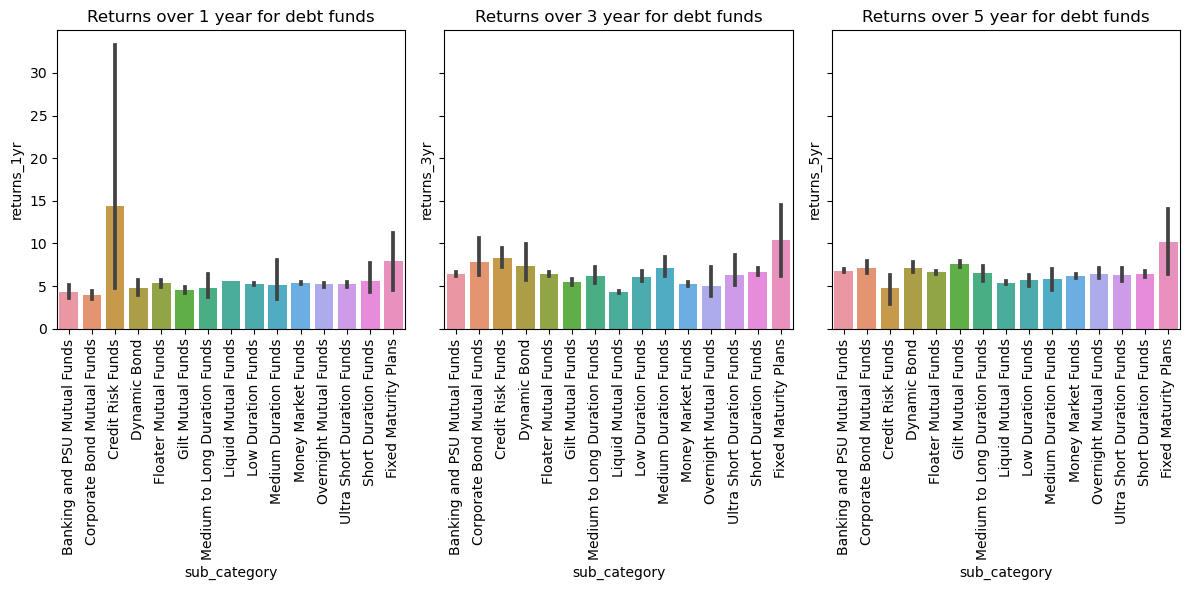 Returns over 1 year for debt funds
returns_1yr
35
30
25
20
15
10
5
0
Banking and PSU Mutual Funds
Corporate Bond Mutual Funds
Credit Risk Funds
Dynamic Bond
Floater Mutual Funds
Gilt Mutual Funds
Medium to Long Duration Funds
Liquid Mutual Funds
Low Duration Funds
Medium Duration Funds
Money Market Funds
Overnight Mutual Funds
Ultra Short Duration Funds
Short Duration Funds
Fixed Maturity Plans
sub_category
Returns over 3 year for debt funds
returns_3yr
Banking and PSU Mutual Funds
Corporate Bond Mutual Funds
Credit Risk Funds
Dynamic Bond
Floater Mutual Funds
Gilt Mutual Funds
Medium to Long Duration Funds
Liquid Mutual Funds
Low Duration Funds
Medium Duration Funds
Money Market Funds
Overnight Mutual Funds
Ultra Short Duration Funds
Short Duration Funds
Fixed Maturity Plans
sub_category
Returns over 5 year for debt funds
returns_5yr
Banking and PSU Mutual Funds
Corporate Bond Mutual Funds
Credit Risk Funds
Dynamic Bond
Floater Mutual Funds
Gilt Mutual Funds
Medium to Long Duration Funds
Liquid Mutual Funds
Low Duration Funds
Medium Duration Funds
Money Market Funds
Overnight Mutual Funds
Ultra Short Duration Funds
Short Duration Funds
Fixed Maturity Plans
sub_category